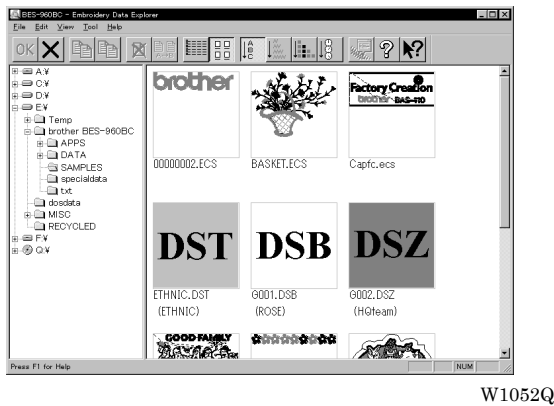 BES-960BC - Embroidery Data Explorer
File Edit View Tool Help
OK
A:¥
C:¥
D:¥
E:¥
Temp
brother BES-960BC
APPS
DATA
SAMPLES
specialdata
txt
dosdata
MISC
RECYCLED
F:¥
Q:¥
brother
Factory Creation
brother BAS-410
00000002.ECS BASKET.ECS Capfc.ecs
DST DSB DSZ
ETHNIC.DST G001.DSB G002.DSZ
(ETHNIC) (ROSE) (HQteam)
GOOD FAMILY
Press F1 for Help NUM
W1052Q